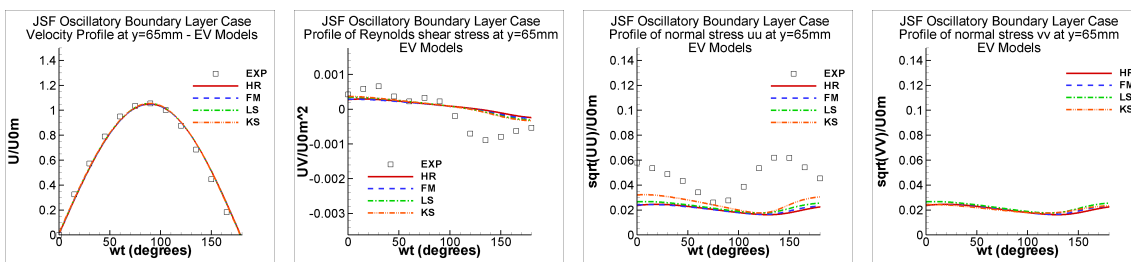 JSF Oscillatory Boundary Layer Case
Velocity Profile at y=65mm - EV Models
U/U0m
1.4
1.2
1
0.8
0.6
0.4
0.2
0
0
50
100
150
wt (degrees)
EXP
HR
FM
LS
KS
JSF Oscillatory Boundary Layer Case
Profile of Reynolds shear stress at y=65mm
EV Models
UV/U0m^2
0.001
0
-0.001
-0.002
-0.003
0
50
100
150
wt (degrees)
EXP
HR
FM
LS
KS
JSF Oscillatory Boundary Layer Case
Profile of normal stress uu at y=65mm
EV Models
sqrt(UU)/U0m
0.14
0.12
0.1
0.08
0.06
0.04
0.02
0
0
50
100
150
wt (degrees)
EXP
HR
FM
LS
KS
JSF Oscillatory Boundary Layer Case
Profile of normal stress vv at y=65mm
EV Models
sqrt(VV)/U0m
0.14
0.12
0.1
0.08
0.06
0.04
0.02
0
0
50
100
150
wt (degrees)
HR
FM
LS
KS